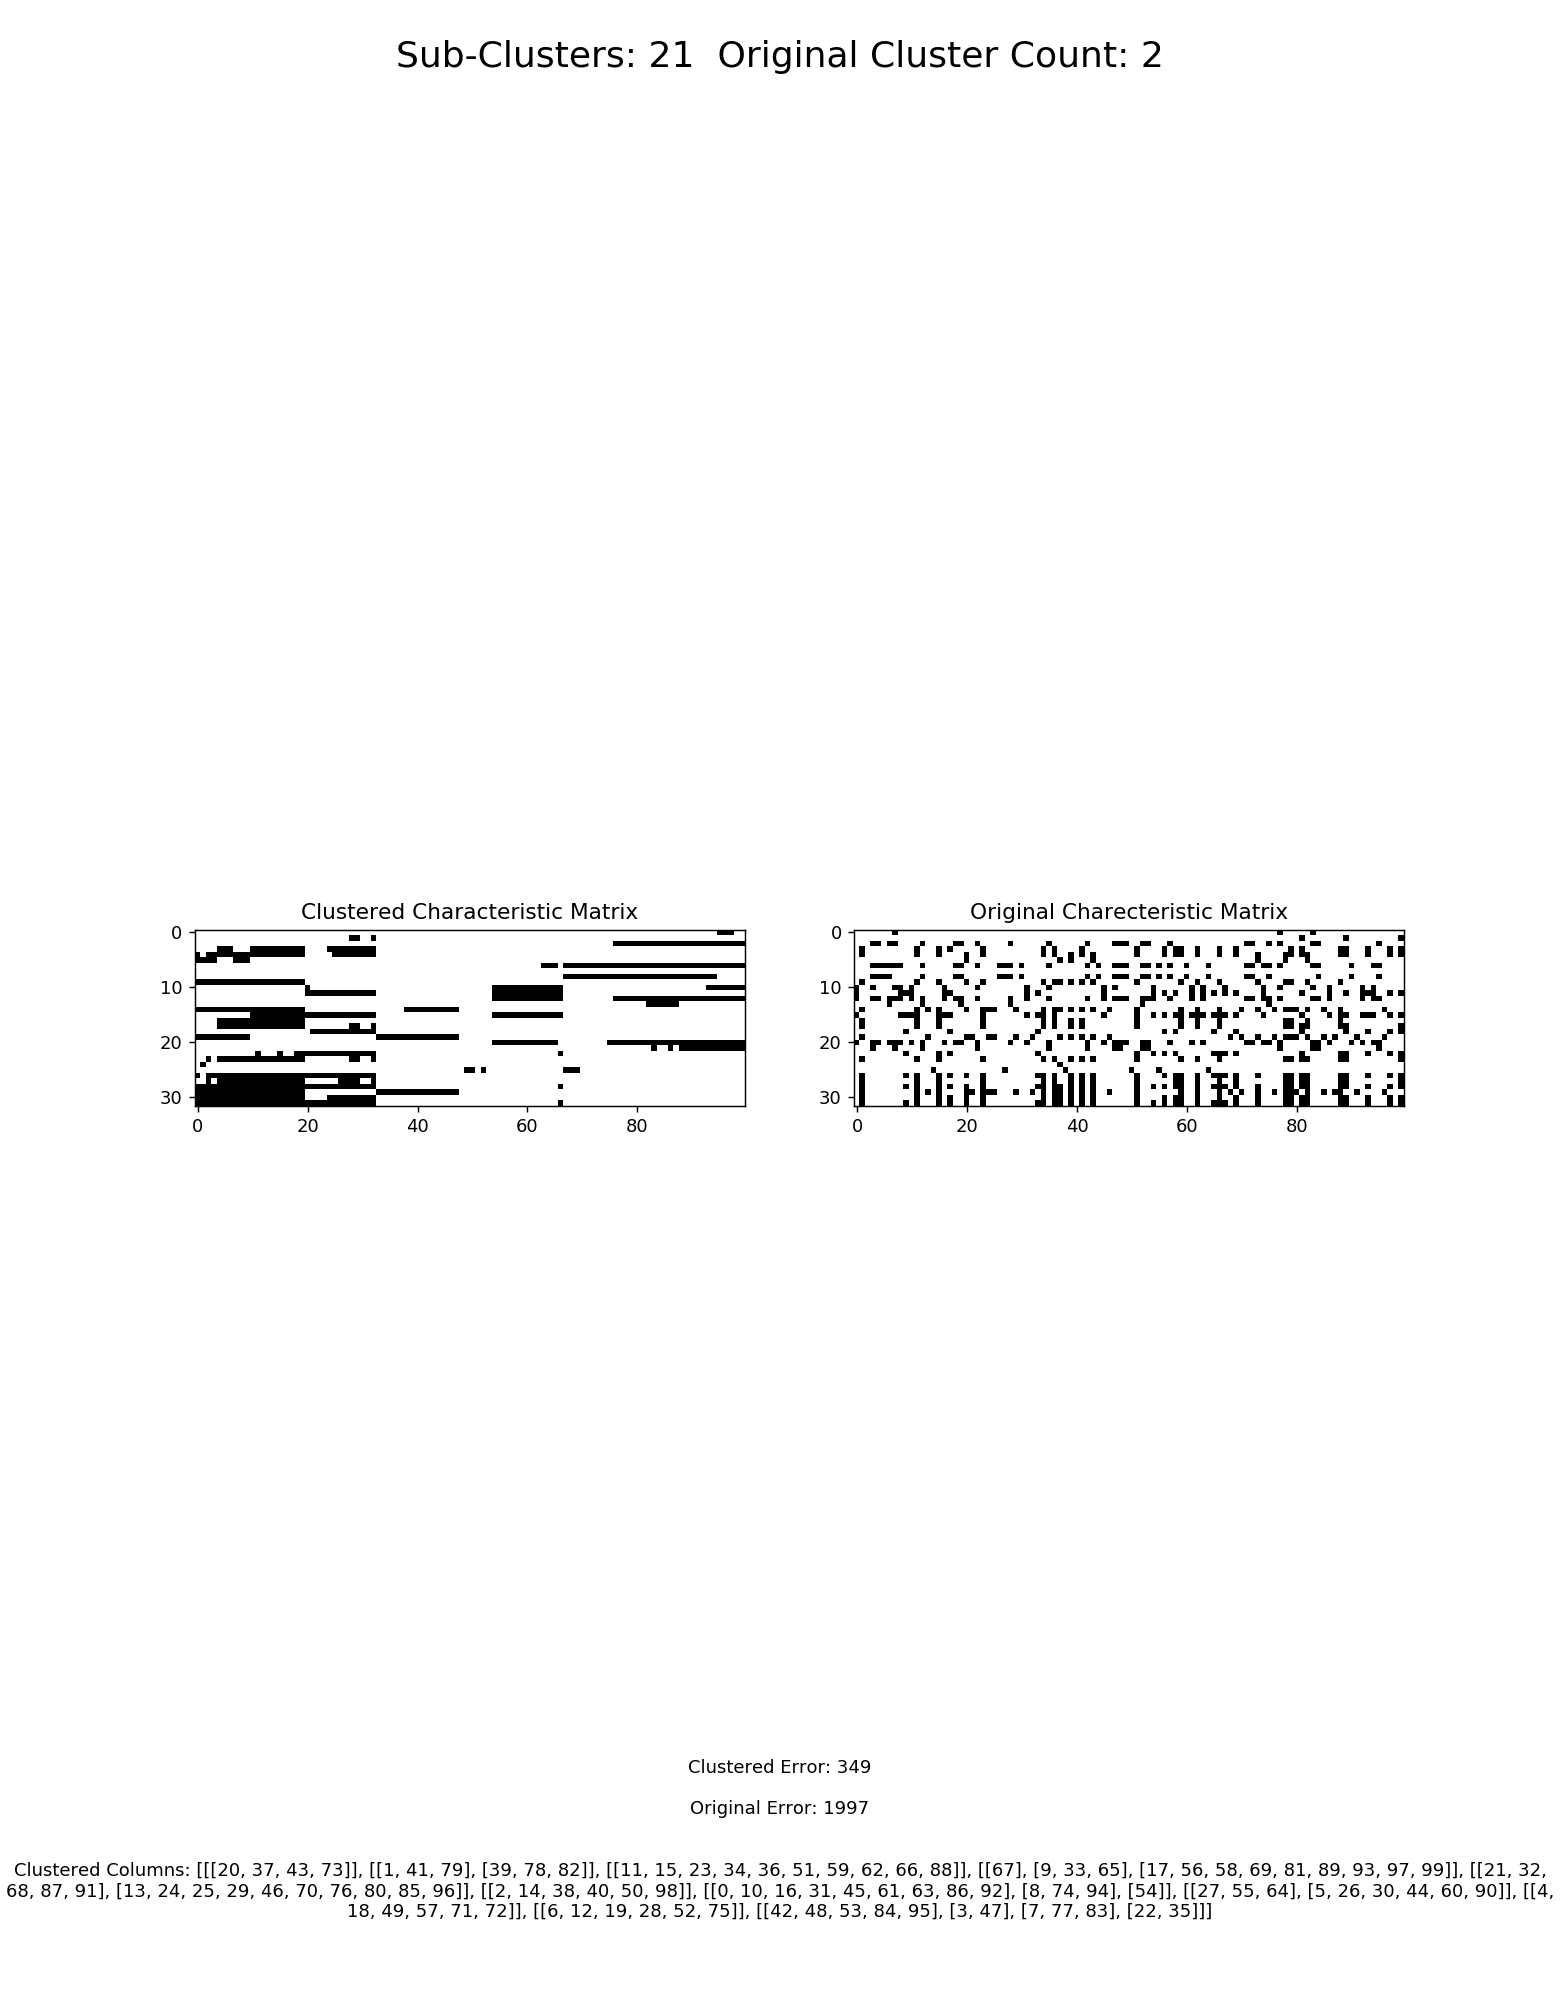 Sub-Clusters: 21  Original Cluster Count: 2
Clustered Characteristic Matrix
Original Charecteristic Matrix
0
10
20
30
0 20 40 60 80
0
10
20
30
0 20 40 60 80
Clustered Error: 349
Original Error: 1997
Clustered Columns: [[[20, 37, 43, 73]], [[1, 41, 79], [39, 78, 82]], [[11, 15, 23, 34, 36, 51, 59, 62, 66, 88]], [[67], [9, 33, 65], [17, 56, 58, 69, 81, 89, 93, 97, 99]], [[21, 32,
68, 87, 91], [13, 24, 25, 29, 46, 70, 76, 80, 85, 96]], [[2, 14, 38, 40, 50, 98]], [[0, 10, 16, 31, 45, 61, 63, 86, 92], [8, 74, 94], [54]], [[27, 55, 64], [5, 26, 30, 44, 60, 90]], [[4,
18, 49, 57, 71, 72]], [[6, 12, 19, 28, 52, 75]], [[42, 48, 53, 84, 95], [3, 47], [7, 77, 83], [22, 35]]]